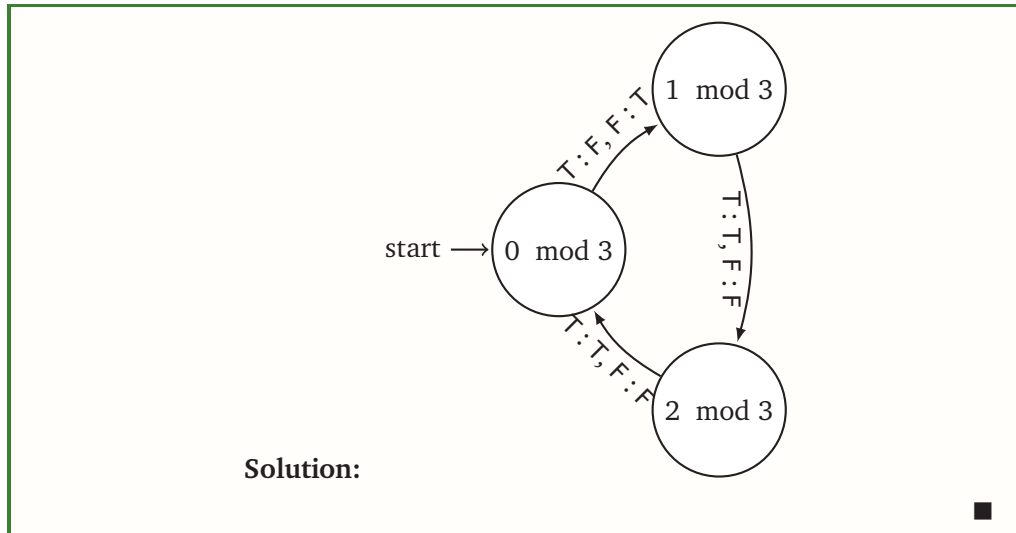 1 mod 3
T : F, F : T
start
0 mod 3
T : T, F : F
T : T, F : F
2 mod 3
Solution: